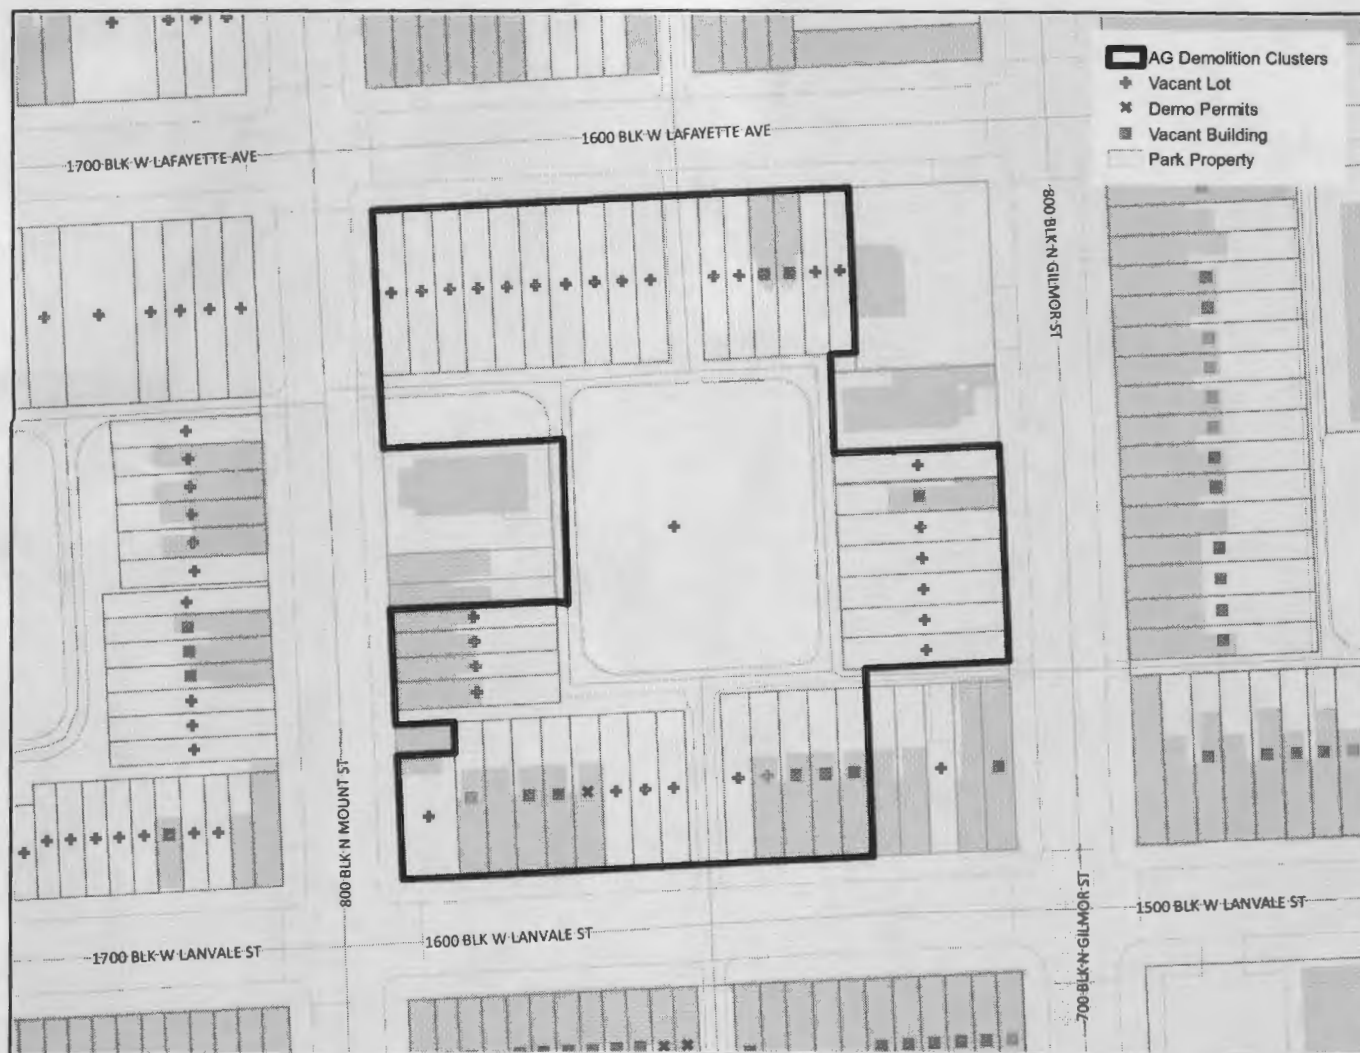 AG Demolition Clusters
Vacant Lot
Demo Permits
Vacant Building
Park Property
1700 BLK W LAFAYETTE AVE
1600 BLK W LAFAYETTE AVE
800 BLK N GILMOR ST
800 BLK N MOUNT ST
700 BLK N GILMOR ST
1500 BLK W LANVALE ST
1600 BLK W LANVALE ST
1700 BLK W LANVALE ST